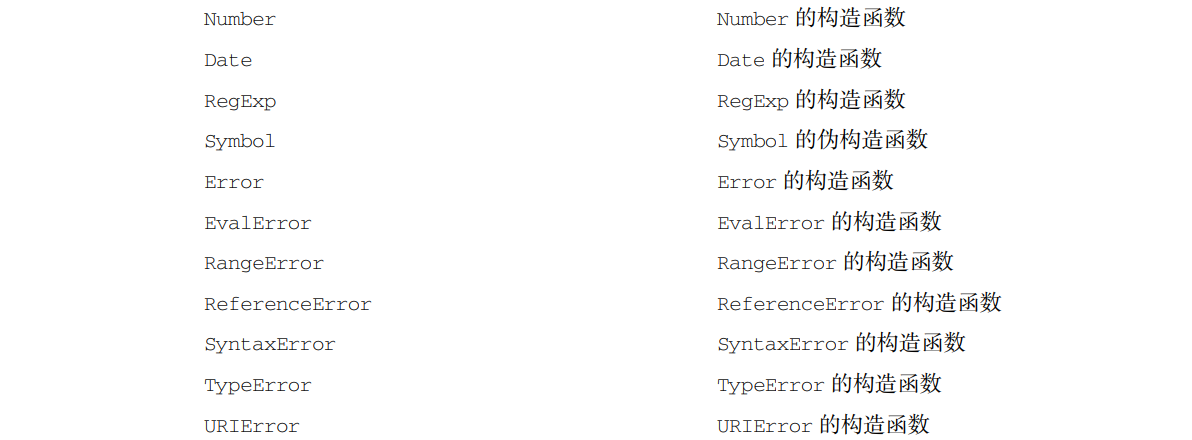 Number Number 的构造函数
Date Date 的构造函数
RegExp RegExp 的构造函数
Symbol Symbol 的伪构造函数
Error Error 的构造函数
EvalError EvalError 的构造函数
RangeError RangeError 的构造函数
ReferenceError ReferenceError 的构造函数
SyntaxError SyntaxError 的构造函数
TypeError TypeError 的构造函数
URIError URIError 的构造函数